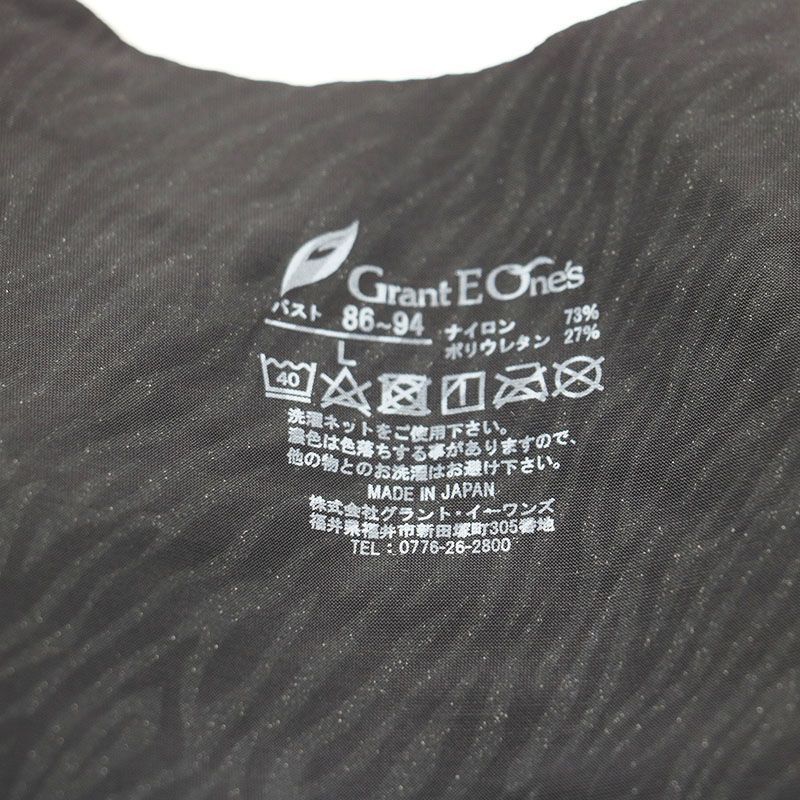 Grant E One's
バスト 86~94
L
ナイロン 73%
ポリウレタン 27%
40
洗濯ネットをご使用下さい。
濃色は色落ちする事がありますので、
他の物とのお洗濯はお避け下さい。
MADE IN JAPAN
株式会社グラント・イーワンズ
福井県福井市新田塚町305番地
TEL：0776-26-2800